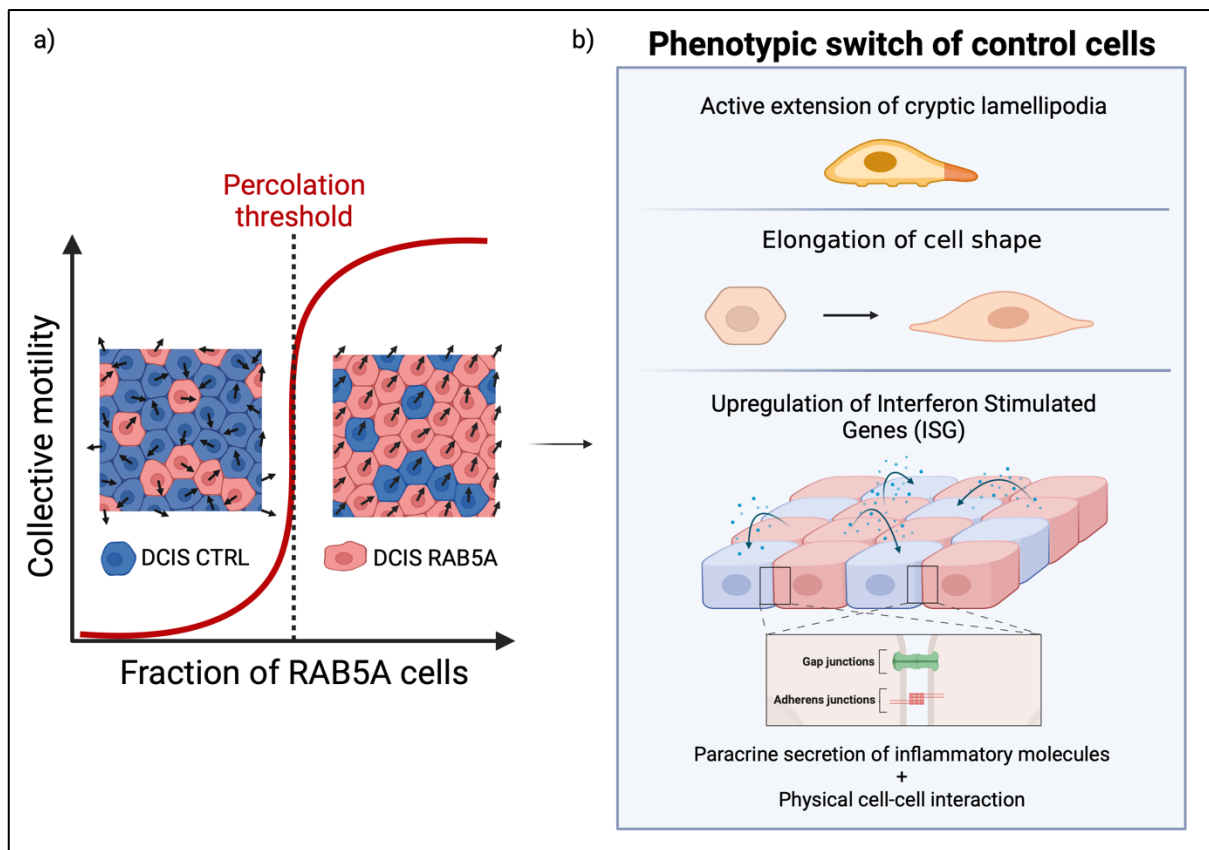 a)
Percolation
threshold
Collective motility
DCIS CTRL
DCIS RAB5A
Fraction of RAB5A cells
b)
Phenotypic switch of control cells
Active extension of cryptic lamellipodia
Elongation of cell shape
Upregulation of Interferon Stimulated
Genes (ISG)
Gap junctions
Adherens junctions
Paracrine secretion of inflammatory molecules
+
Physical cell-cell interaction